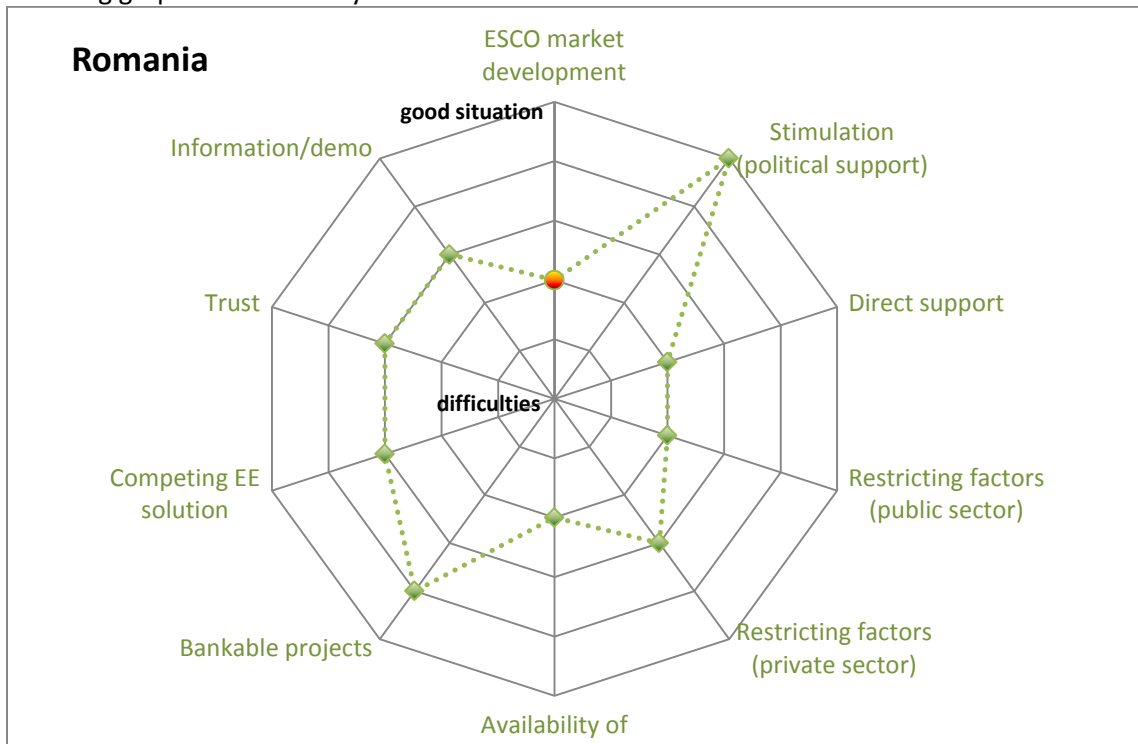 Romania
ESCO market
development
good situation
Stimulation
(political support)
Information/demo
Trust
Direct support
difficulties
Competing EE
solution
Restricting factors
(public sector)
Bankable projects
Restricting factors
(private sector)
Availability of